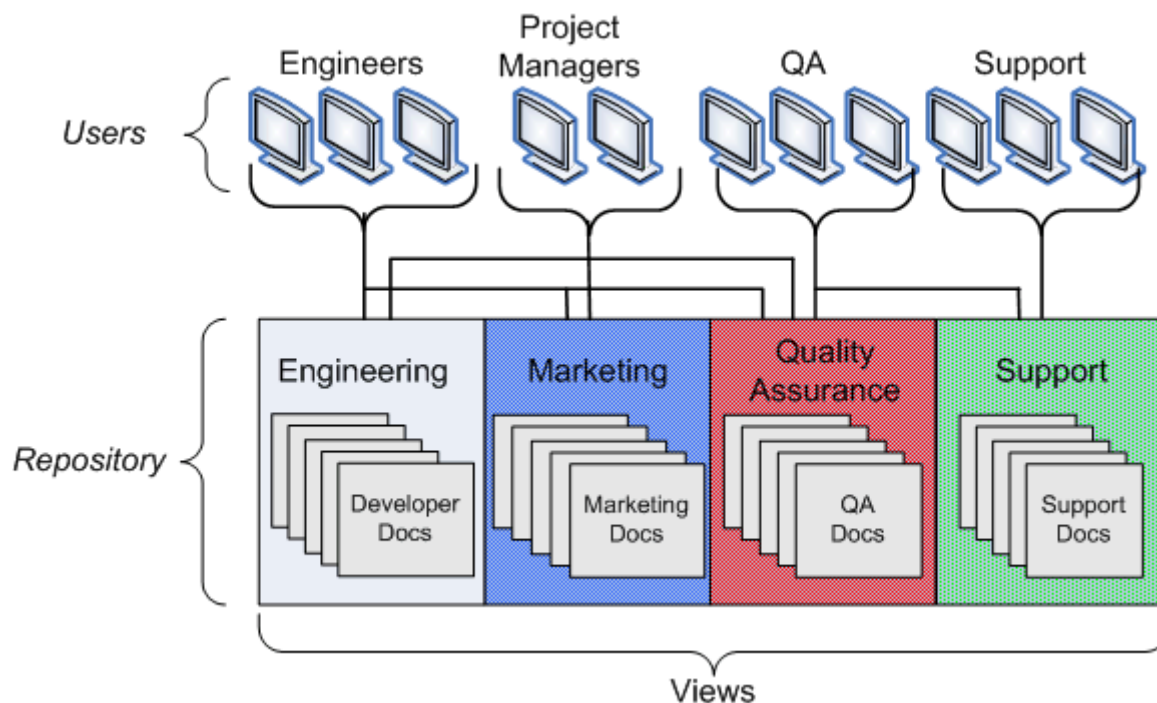 Engineers
Project
Managers
QA
Support
Users
Engineering
Marketing
Quality
Assurance
Support
Repository
Developer
Docs
Marketing
Docs
QA
Docs
Support
Docs
Views